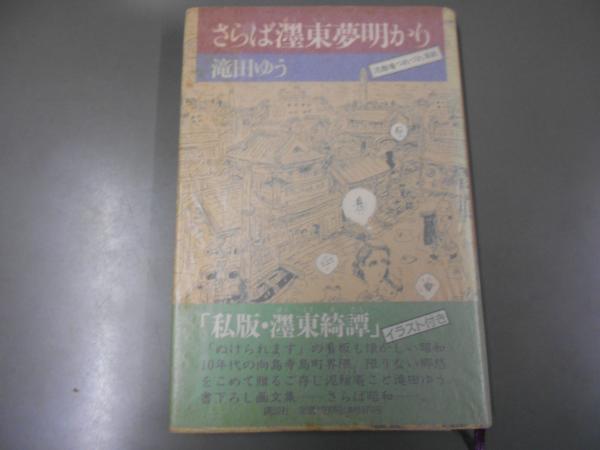 さらば濹東夢明かり
滝田ゆう
「私版・濹東綺譚」
イラスト付き
「ぬけられます」の看板も懐かしい昭和
10年代の向島寺島町界隈。限りない郷愁
をこめて贈るご存じ泥鰌庵こと滝田ゆう
書下ろし画文集——さらば昭和——。
講談社